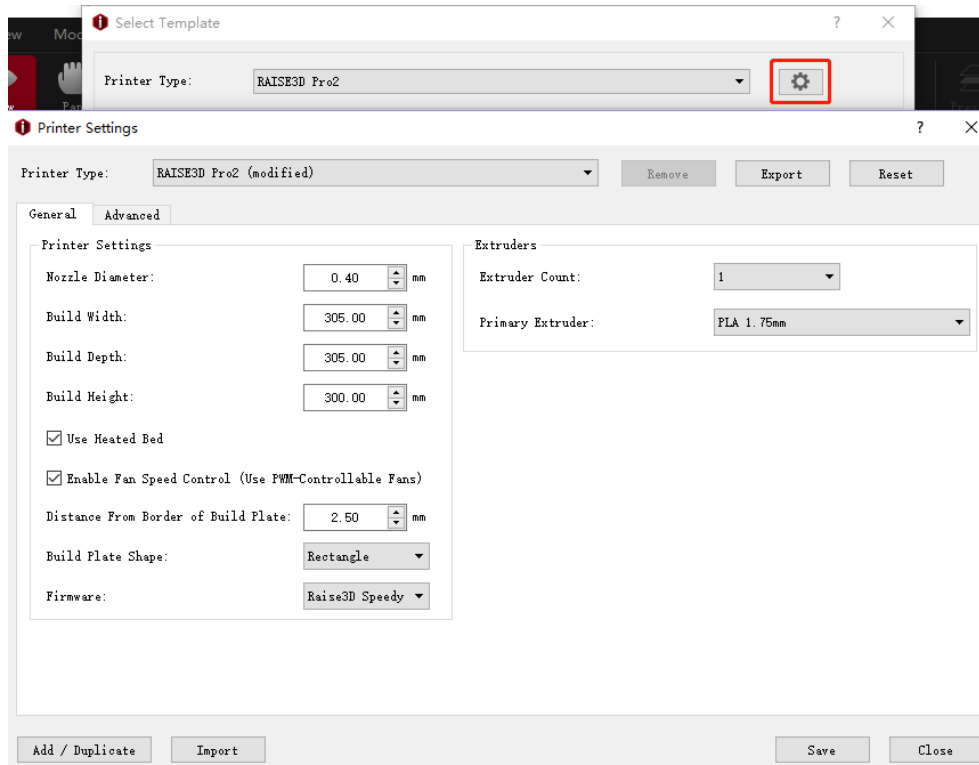 Select Template
Printer Type: RAISE3D Pro2
Printer Settings
Printer Type: RAISE3D Pro2 (modified) Remove Export Reset
General Advanced
Printer Settings
Nozzle Diameter: 0.40 mm
Build Width: 305.00 mm
Build Depth: 305.00 mm
Build Height: 300.00 mm
Use Heated Bed
Enable Fan Speed Control (Use PWM-Controllable Fans)
Distance From Border of Build Plate: 2.50 mm
Build Plate Shape: Rectangle
Firmware: Raise3D Speedy
Extruders
Extruder Count: 1
Primary Extruder: PLA 1.75mm
Add / Duplicate Import Save Close